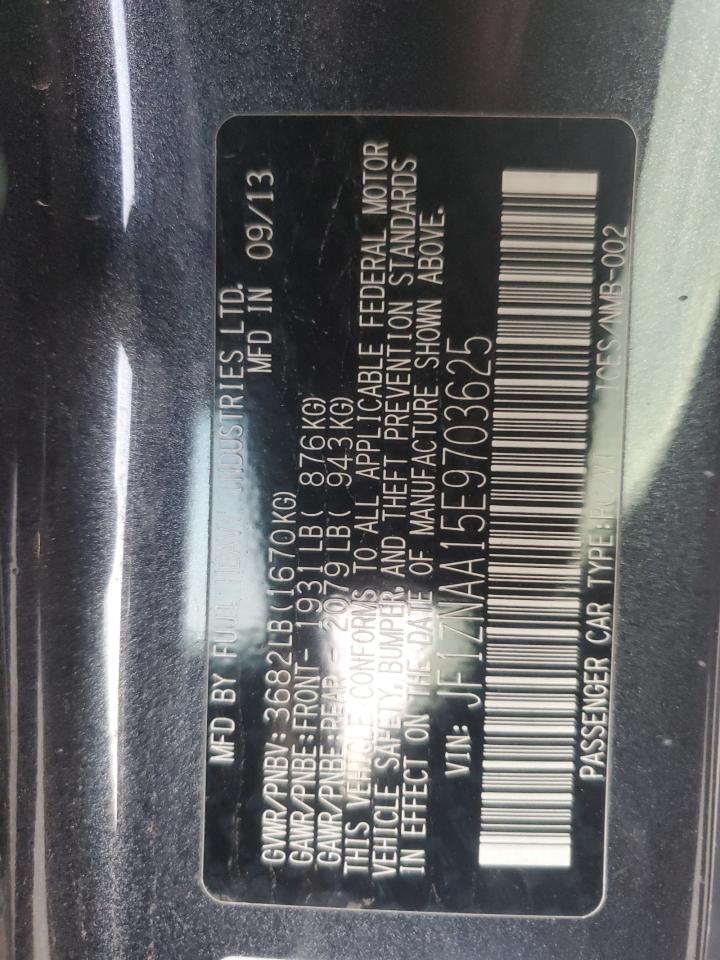 MFD BY FUJI HEAVY INDUSTRIES LTD.
MFD IN 09/13
GVWR/PNBV:3682LB(1670KG)
GAWR/PNBE:FRONT- 1931LB( 876KG)
GAWR/PNBE:REAR - 2079LB( 943KG)
THIS VEHICLE CONFORMS TO ALL APPLICABLE FEDERAL MOTOR
VEHICLE SAFETY, BUMPER, AND THEFT PREVENTION STANDARDS
IN EFFECT ON THE DATE OF MANUFACTURE SHOWN ABOVE.
VIN: JF1ZNAA15E9703625
PASSENGER CAR TYPE:
TCES/NMB-002